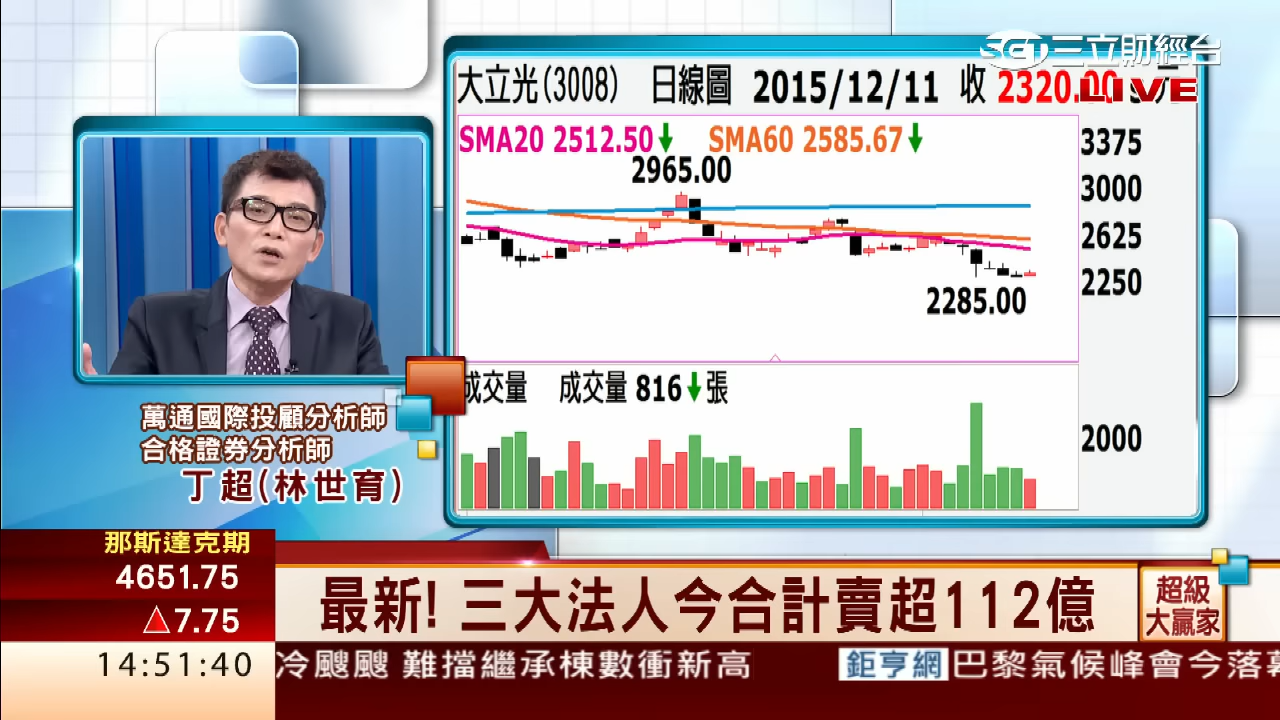 SET三立財經台
LIVE
大立光(3008) 日線圖 2015/12/11 收 2320.00 元
SMA20 2512.50↓ SMA60 2585.67↓
2965.00
2285.00
3375
3000
2625
2250
成交量 成交量 816↓張
2000
萬通國際投顧分析師
合格證券分析師
丁超(林世育)
那斯達克期
4651.75
△7.75
14:51:40
最新! 三大法人今合計賣超112億
超級
大贏家
冷颼颼 難擋繼承棟數衝新高 鉅亨網 巴黎氣候峰會今落幕